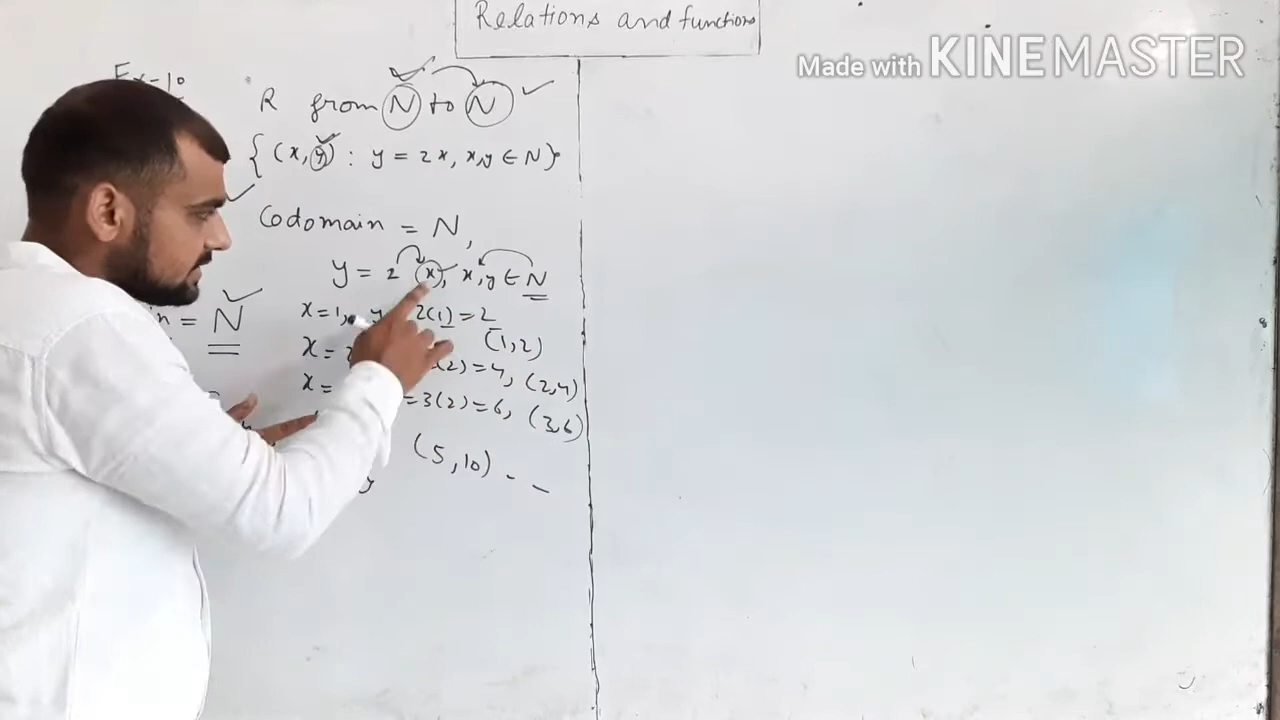 Relations and functions
Made with KINEMASTER
Ex-10
R from N to N
{(x,y) : y = 2x, x,y ∈ N}.
Codomain = N,
y = 2 x, x,y ∈ N
= N
x=1, y 2(1) = 2
(1,2)
x= (2)=4, (2,4)
x= =3(2)=6, (3,6)
(5,10) - -
y